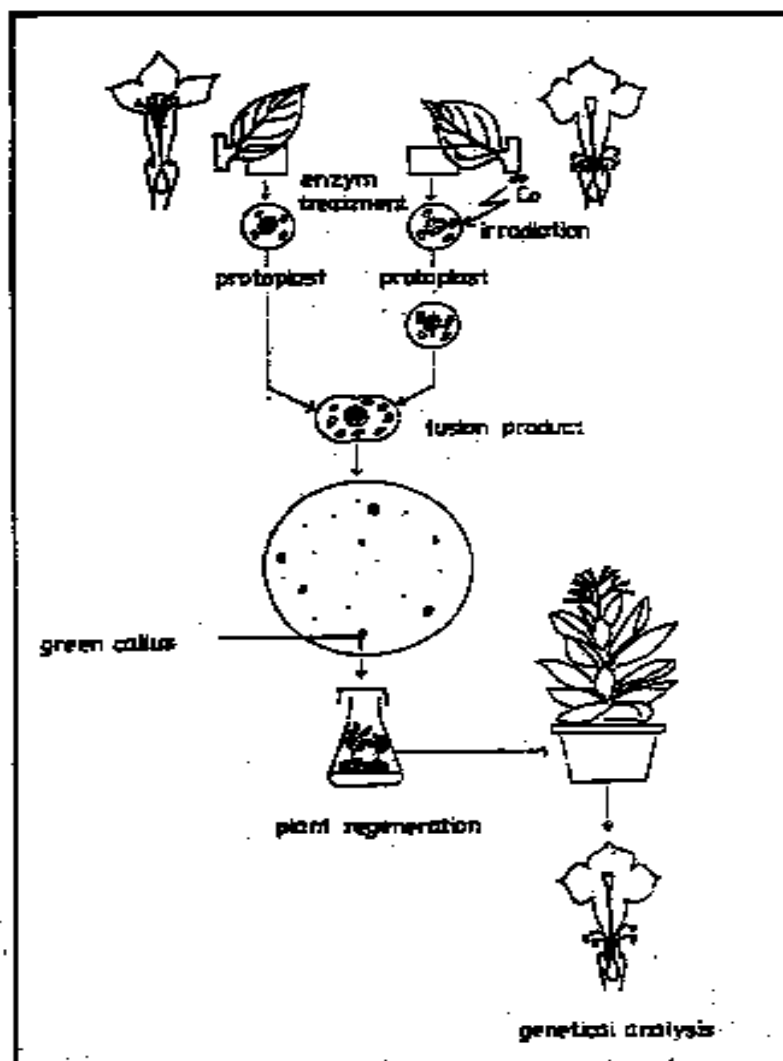 enzym
treatment
Co
irradiation
protoplast
protoplast
fusion product
green callus
plant regeneration
genetical analysis